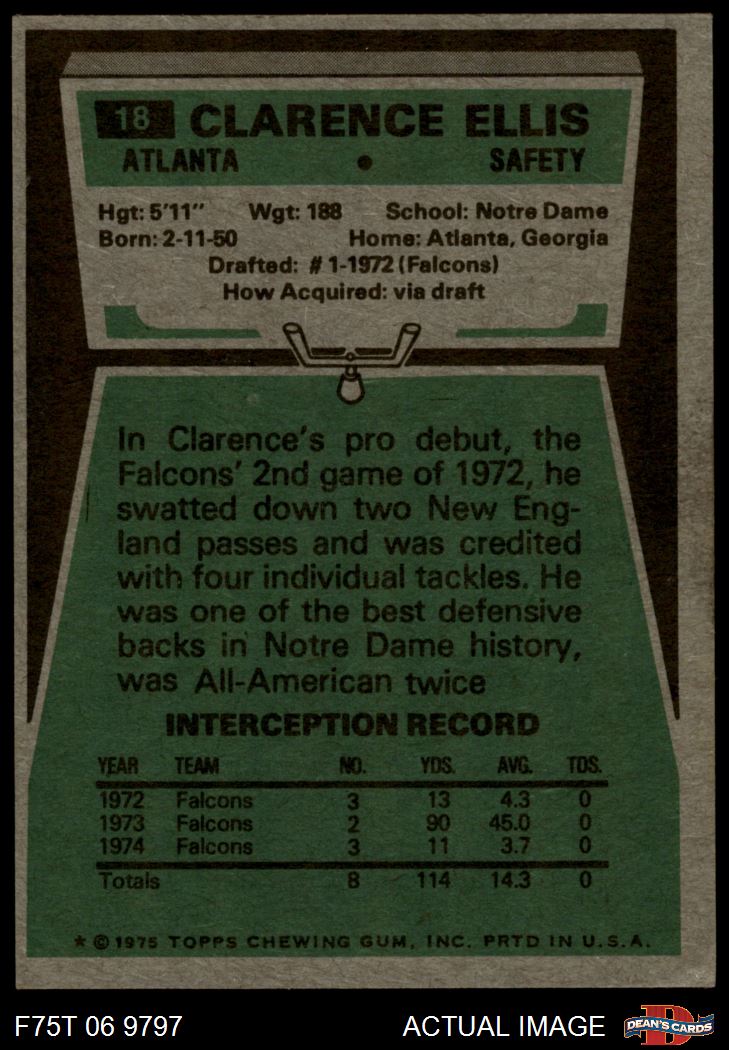 18 CLARENCE ELLIS
ATLANTA • SAFETY
Hgt: 5'11" Wgt: 188 School: Notre Dame
Born: 2-11-50 Home: Atlanta, Georgia
Drafted: #1-1972 (Falcons)
How Acquired: via draft
In Clarence's pro debut, the
Falcons' 2nd game of 1972, he
swatted down two New Eng-
land passes and was credited
with four individual tackles. He
was one of the best defensive
backs in Notre Dame history,
was All-American twice
INTERCEPTION RECORD
YEAR TEAM NO. YDS. AVG. TDS.
1972 Falcons 3 13 4.3 0
1973 Falcons 2 90 45.0 0
1974 Falcons 3 11 3.7 0
Totals 8 114 14.3 0
* © 1975 TOPPS CHEWING GUM, INC. PRTD IN U.S.A.
F75T 06 9797 ACTUAL IMAGE D DEAN'S CARDS